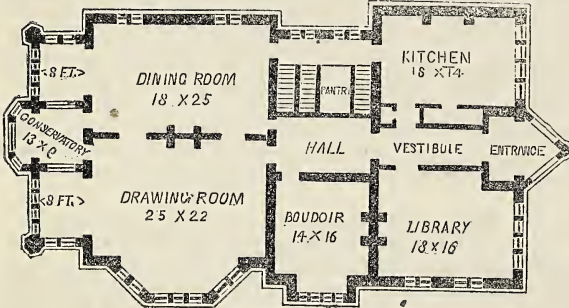 <8 FT.>
DINING ROOM
18 X 25
KITCHEN
18 X 14
PANTRY
CONSERVATORY
13 X 6
HALL
VESTIBULE
ENTRANCE
<8 FT.>
DRAWING ROOM
25 X 22
BOUDOIR
14 X 16
LIBRARY
18 X 16